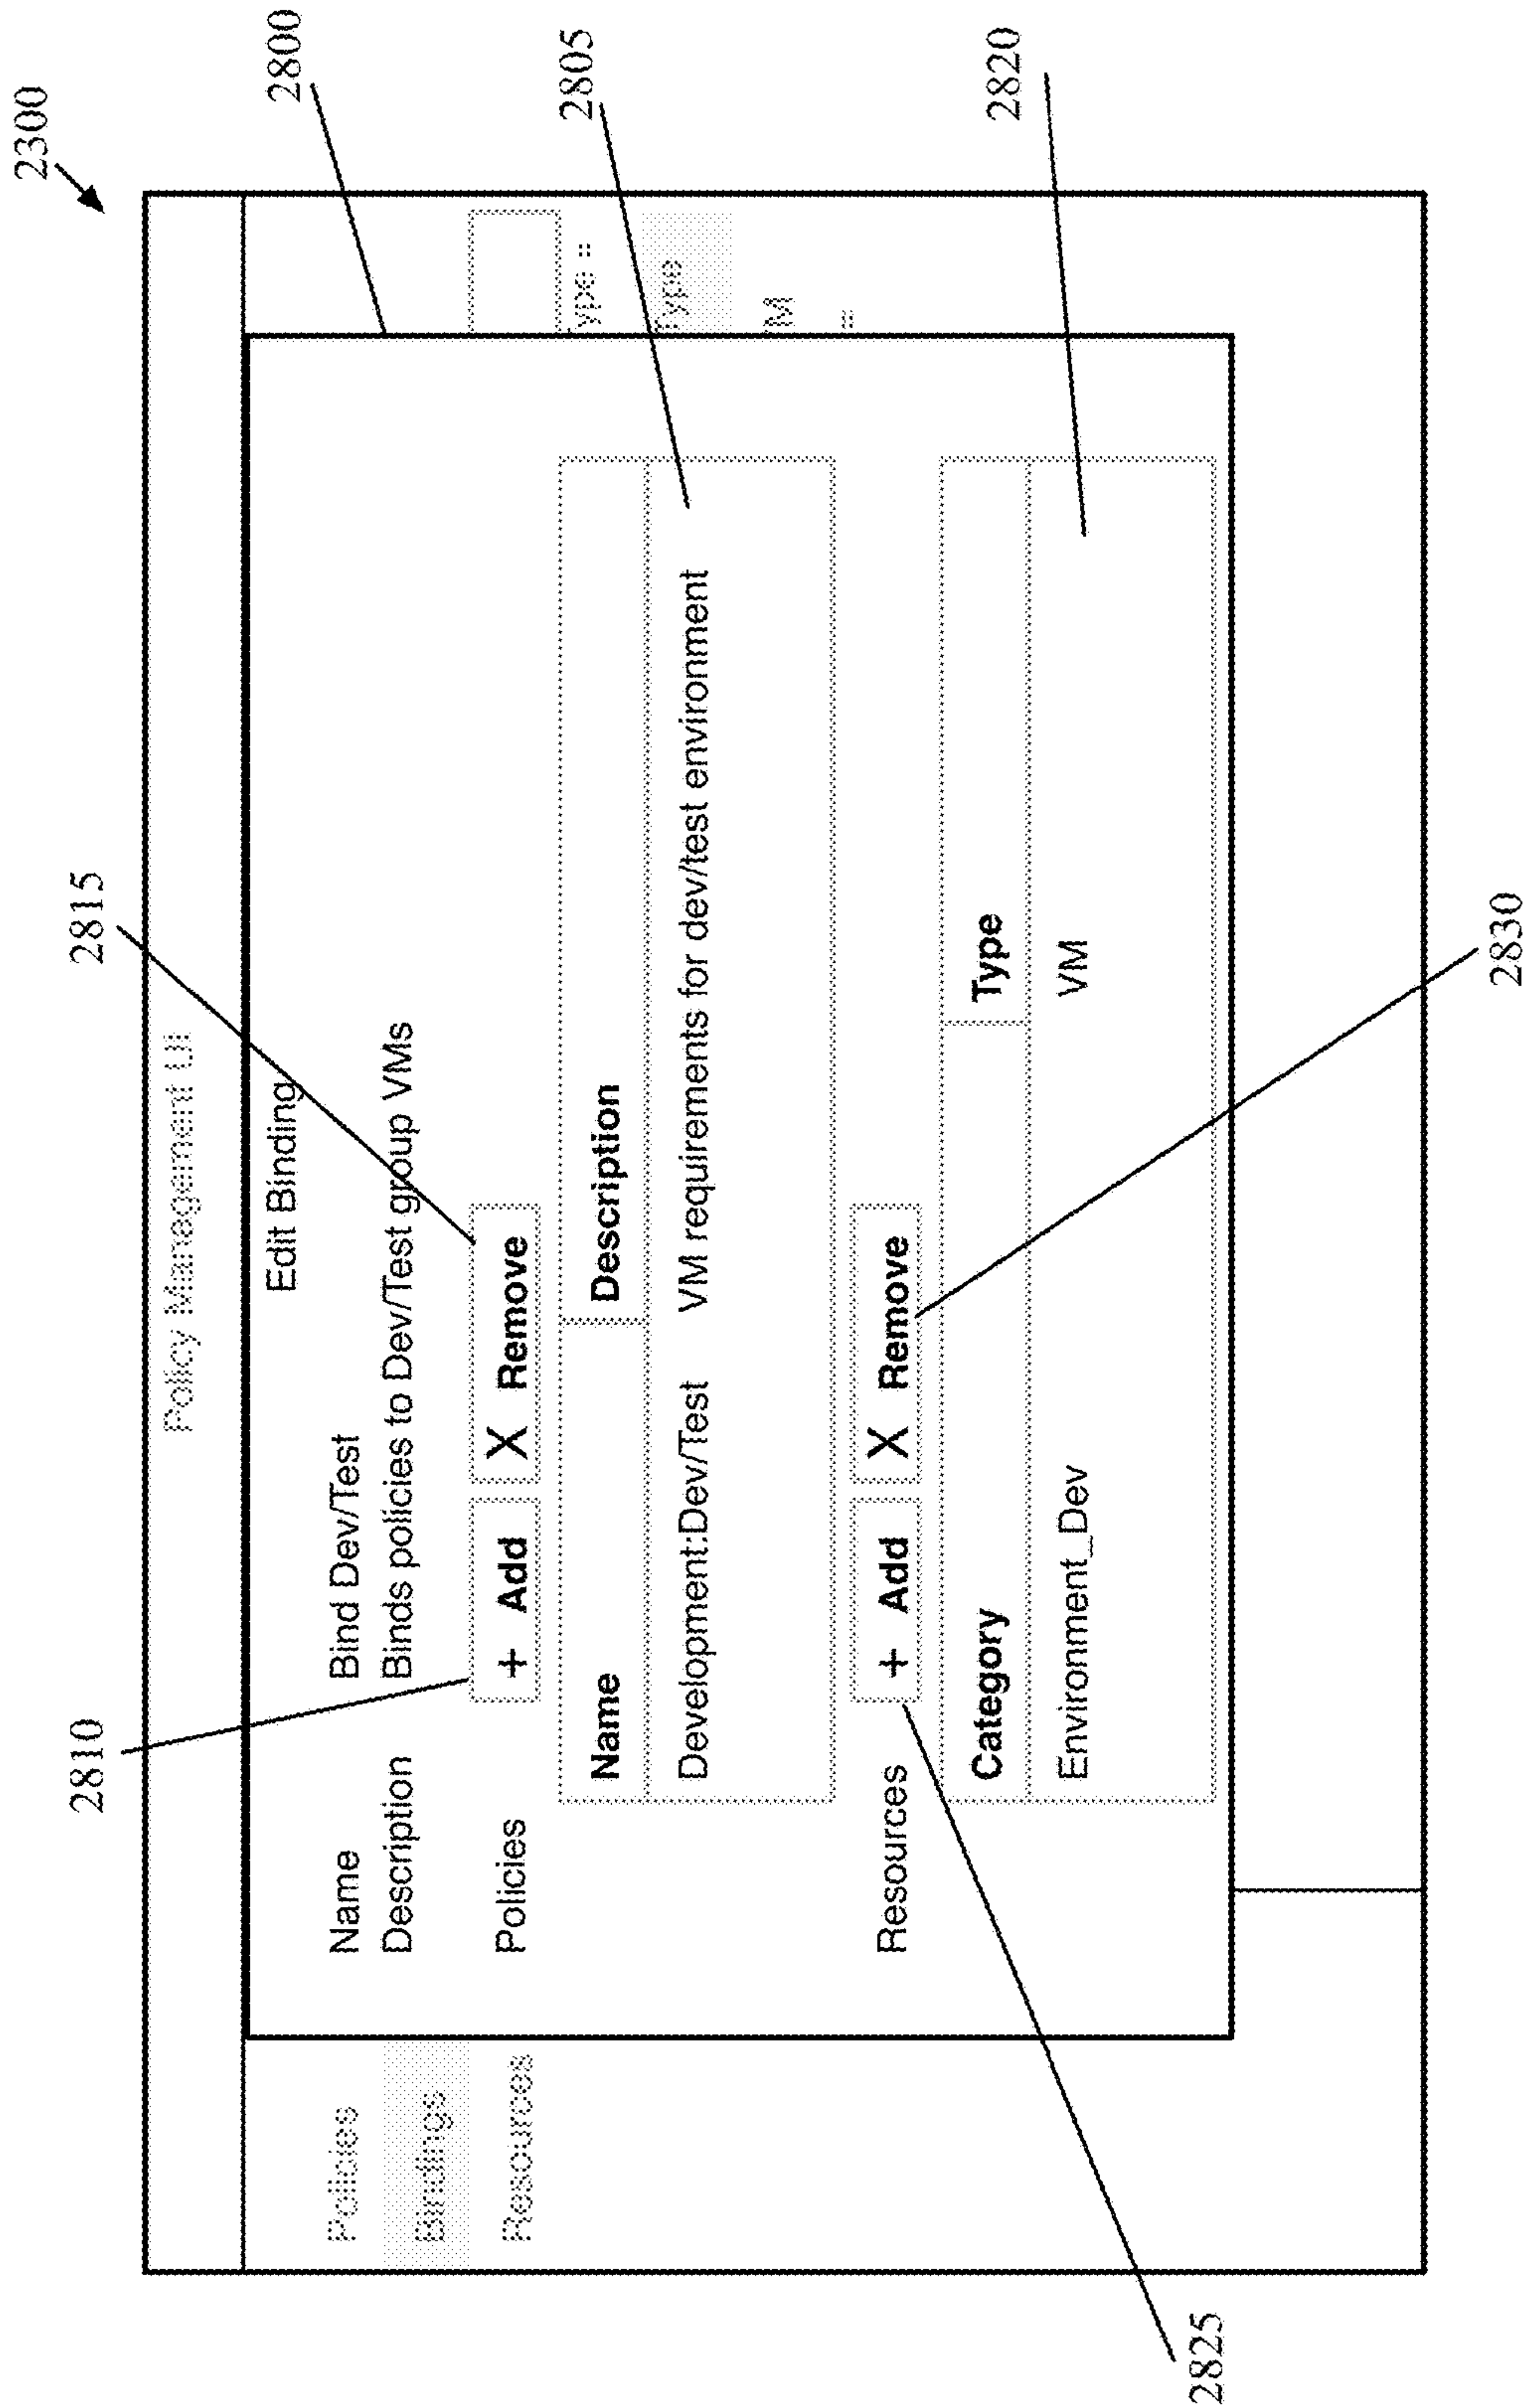 2300
2800
2805
2820
2815
2810
2825
2830
Policy Management UI
Policies
Bindings
Resources
Edit Binding
Name Bind Dev/Test
Description Binds policies to Dev/Test group VMs
Policies + Add X Remove
Name Description
Development:Dev/Test VM requirements for dev/test environment
Resources + Add X Remove
Category Type
Environment_Dev VM
ype =
Type
=